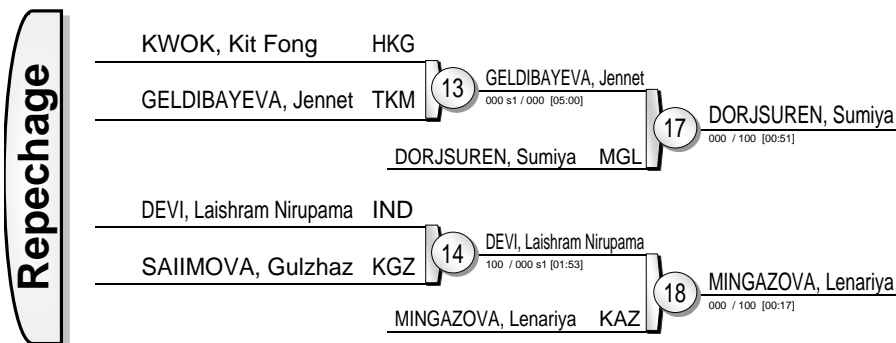 Repechage
KWOK, Kit Fong HKG
GELDIBAYEVA, Jennet TKM
13
GELDIBAYEVA, Jennet
000 s1 / 000 [05:00]
DORJSUREN, Sumiya MGL
17
DORJSUREN, Sumiya
000 / 100 [00:51]
DEVI, Laishram Nirupama IND
SAIIMOVA, Gulzhaz KGZ
14
DEVI, Laishram Nirupama
100 / 000 s1 [01:53]
MINGAZOVA, Lenariya KAZ
18
MINGAZOVA, Lenariya
000 / 100 [00:17]